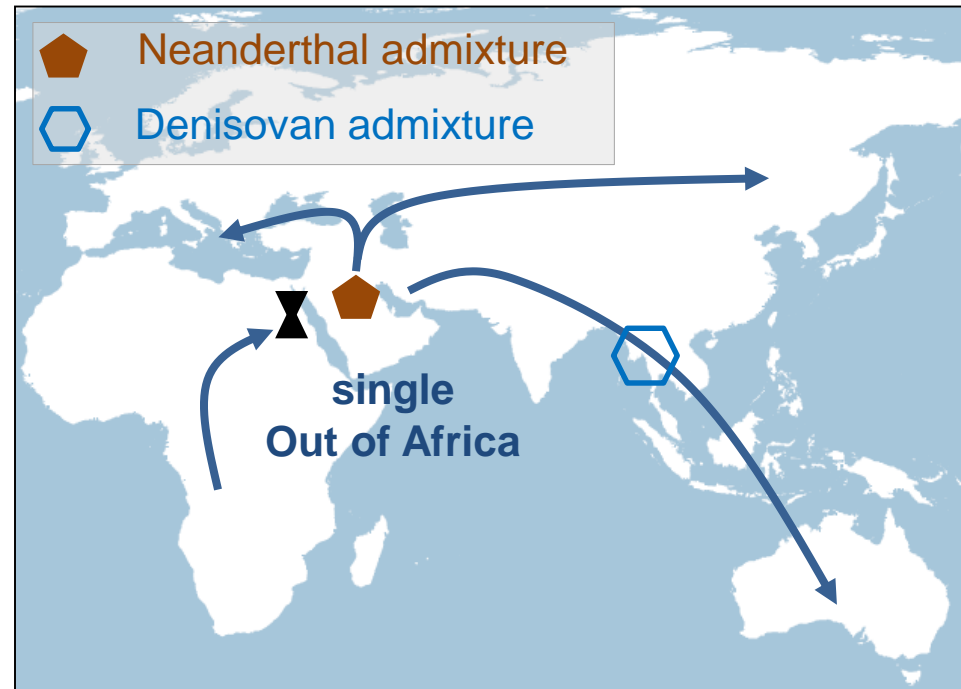 Neanderthal admixture
Denisovan admixture
single
Out of Africa